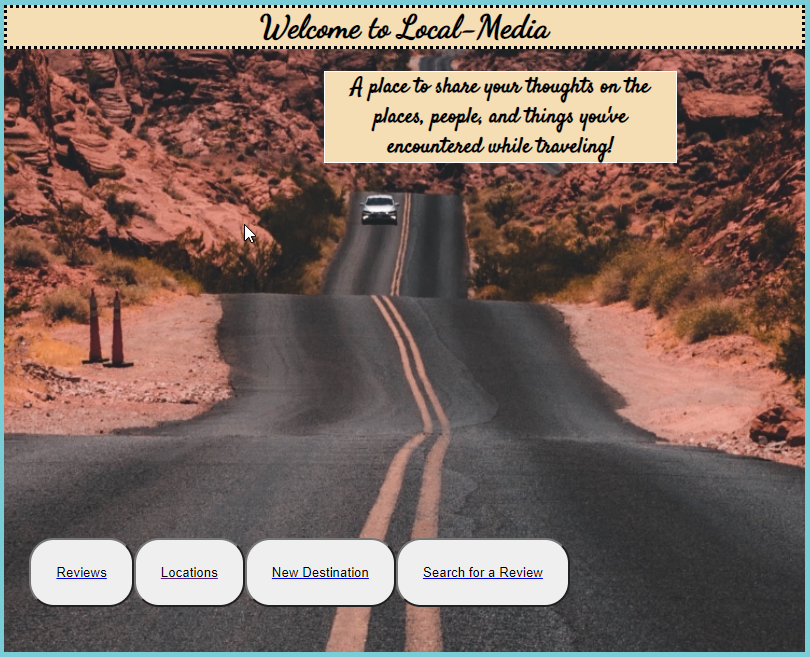 Welcome to Local-Media
A place to share your thoughts on the
places, people, and things you've
encountered while traveling!
Reviews
Locations
New Destination
Search for a Review